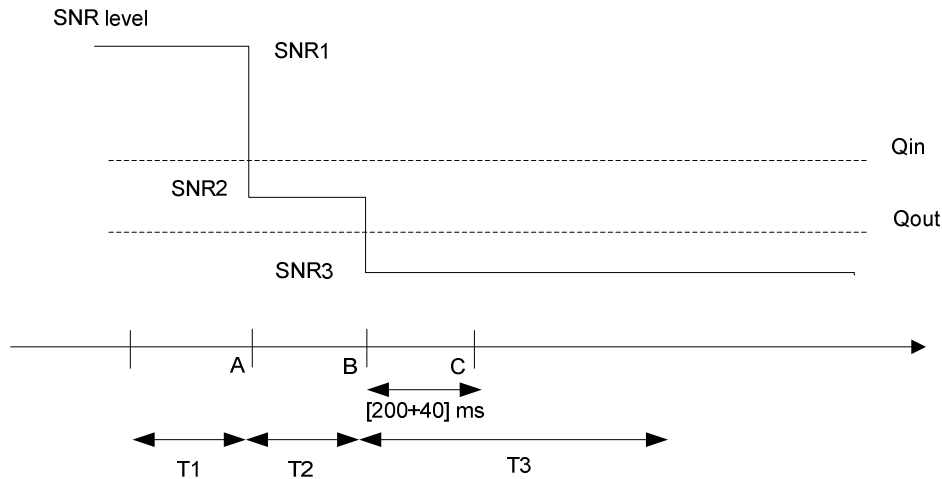 SNR level
SNR1
Qin
SNR2
Qout
SNR3
A
B
C
[200+40] ms
T1
T2
T3